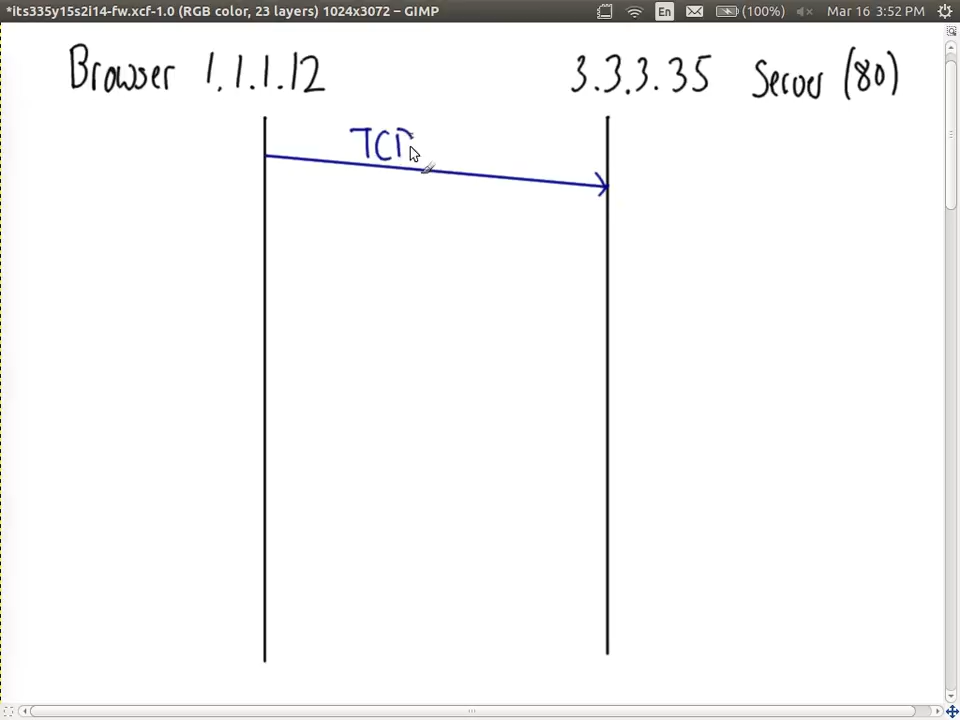 *its335y15s2i14-fw.xcf-1.0 (RGB color, 23 layers) 1024x3072 – GIMP En (100%) Mar 16 3:52 PM
Browser 1.1.1.12 3.3.3.35 Server (80)
TCP